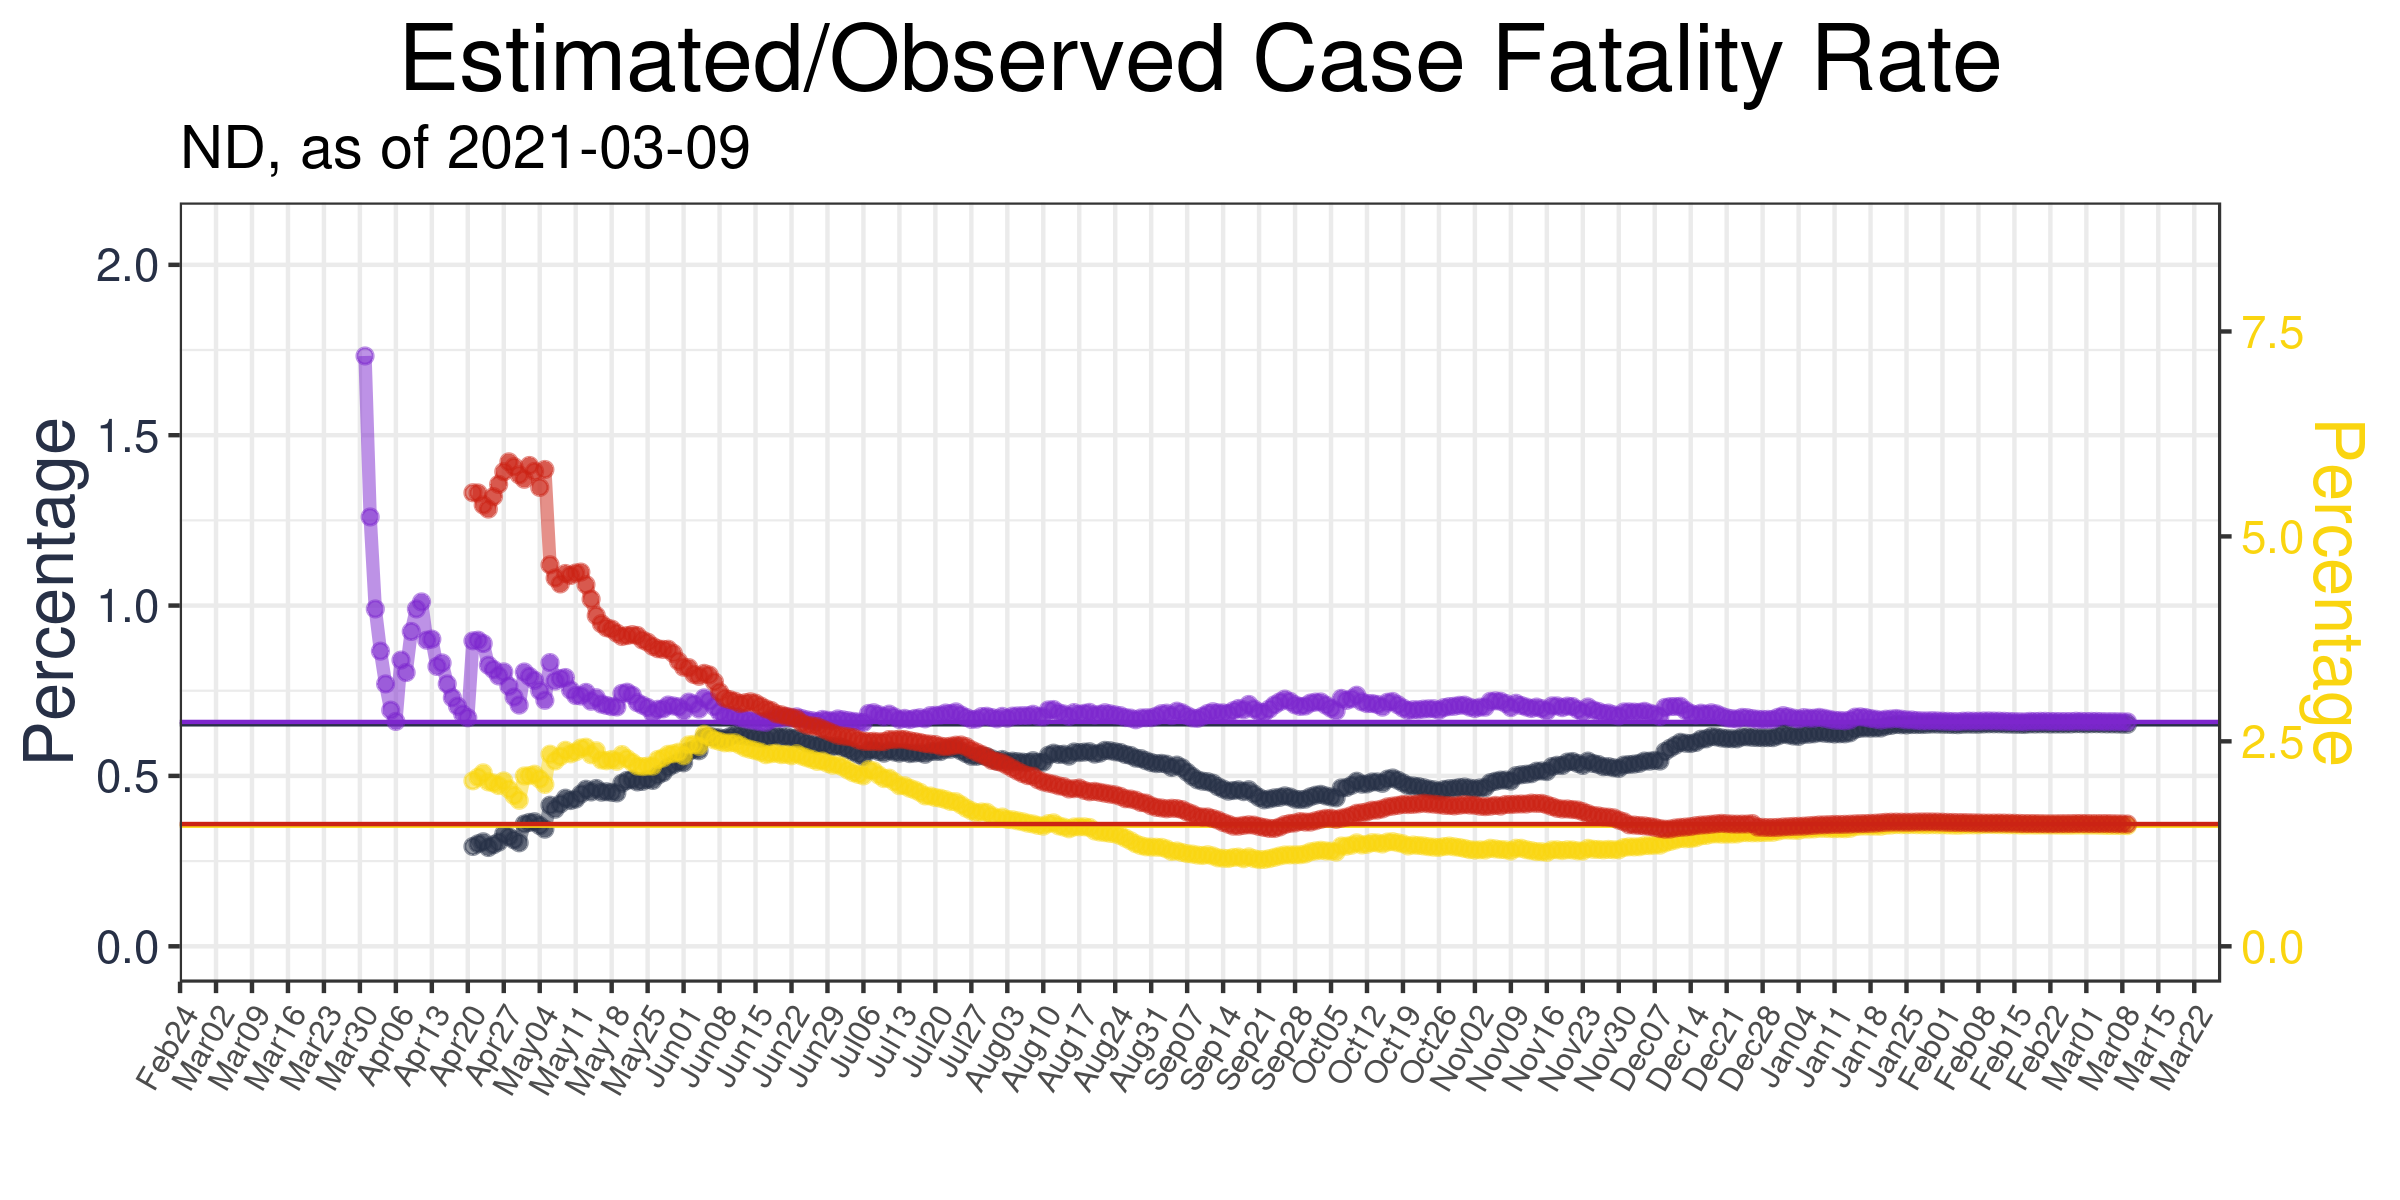 Estimated/Observed Case Fatality Rate
ND, as of 2021-03-09
Percentage
2.0
1.5
1.0
0.5
0.0
7.5
5.0
2.5
0.0
Percentage
Feb24
Mar02
Mar09
Mar16
Mar23
Mar30
Apr06
Apr13
Apr20
Apr27
May04
May11
May18
May25
Jun01
Jun08
Jun15
Jun22
Jun29
Jul06
Jul13
Jul20
Jul27
Aug03
Aug10
Aug17
Aug24
Aug31
Sep07
Sep14
Sep21
Sep28
Oct05
Oct12
Oct19
Oct26
Nov02
Nov09
Nov16
Nov23
Nov30
Dec07
Dec14
Dec21
Dec28
Jan04
Jan11
Jan18
Jan25
Feb01
Feb08
Feb15
Feb22
Mar01
Mar08
Mar15
Mar22